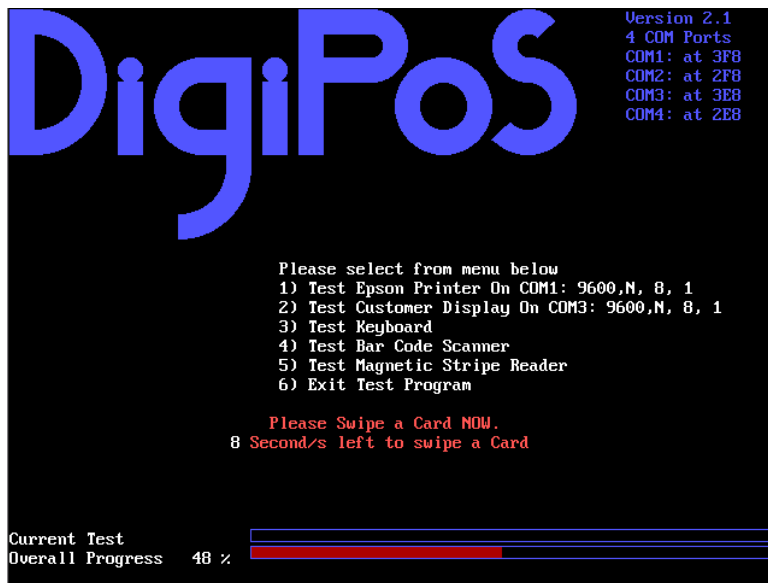 DigiPoS
Version 2.1
4 COM Ports
COM1: at 3F8
COM2: at 2F8
COM3: at 3E8
COM4: at 2E8
Please select from menu below
1) Test Epson Printer On COM1: 9600,N, 8, 1
2) Test Customer Display On COM3: 9600,N, 8, 1
3) Test Keyboard
4) Test Bar Code Scanner
5) Test Magnetic Stripe Reader
6) Exit Test Program
Please Swipe a Card NOW.
8 Second/s left to swipe a Card
Current Test
Overall Progress 48 %